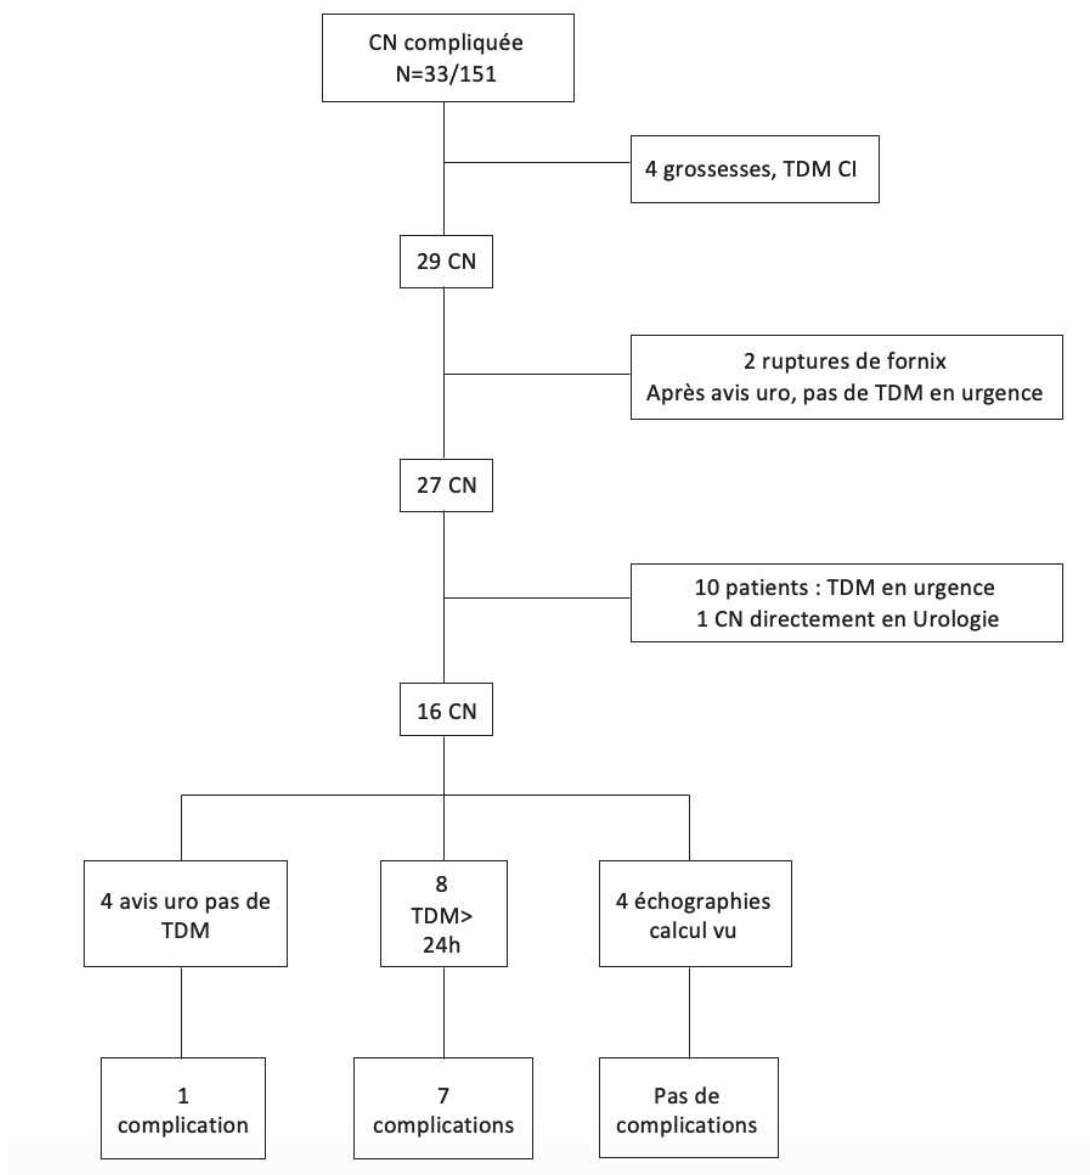 CN compliquée
N=33/151
4 grossesses, TDM CI
29 CN
2 ruptures de fornix
Après avis uro, pas de TDM en urgence
27 CN
10 patients : TDM en urgence
1 CN directement en Urologie
16 CN
4 avis uro pas de
TDM
8
TDM>
24h
4 échographies
calcul vu
1
complication
7
complications
Pas de
complications